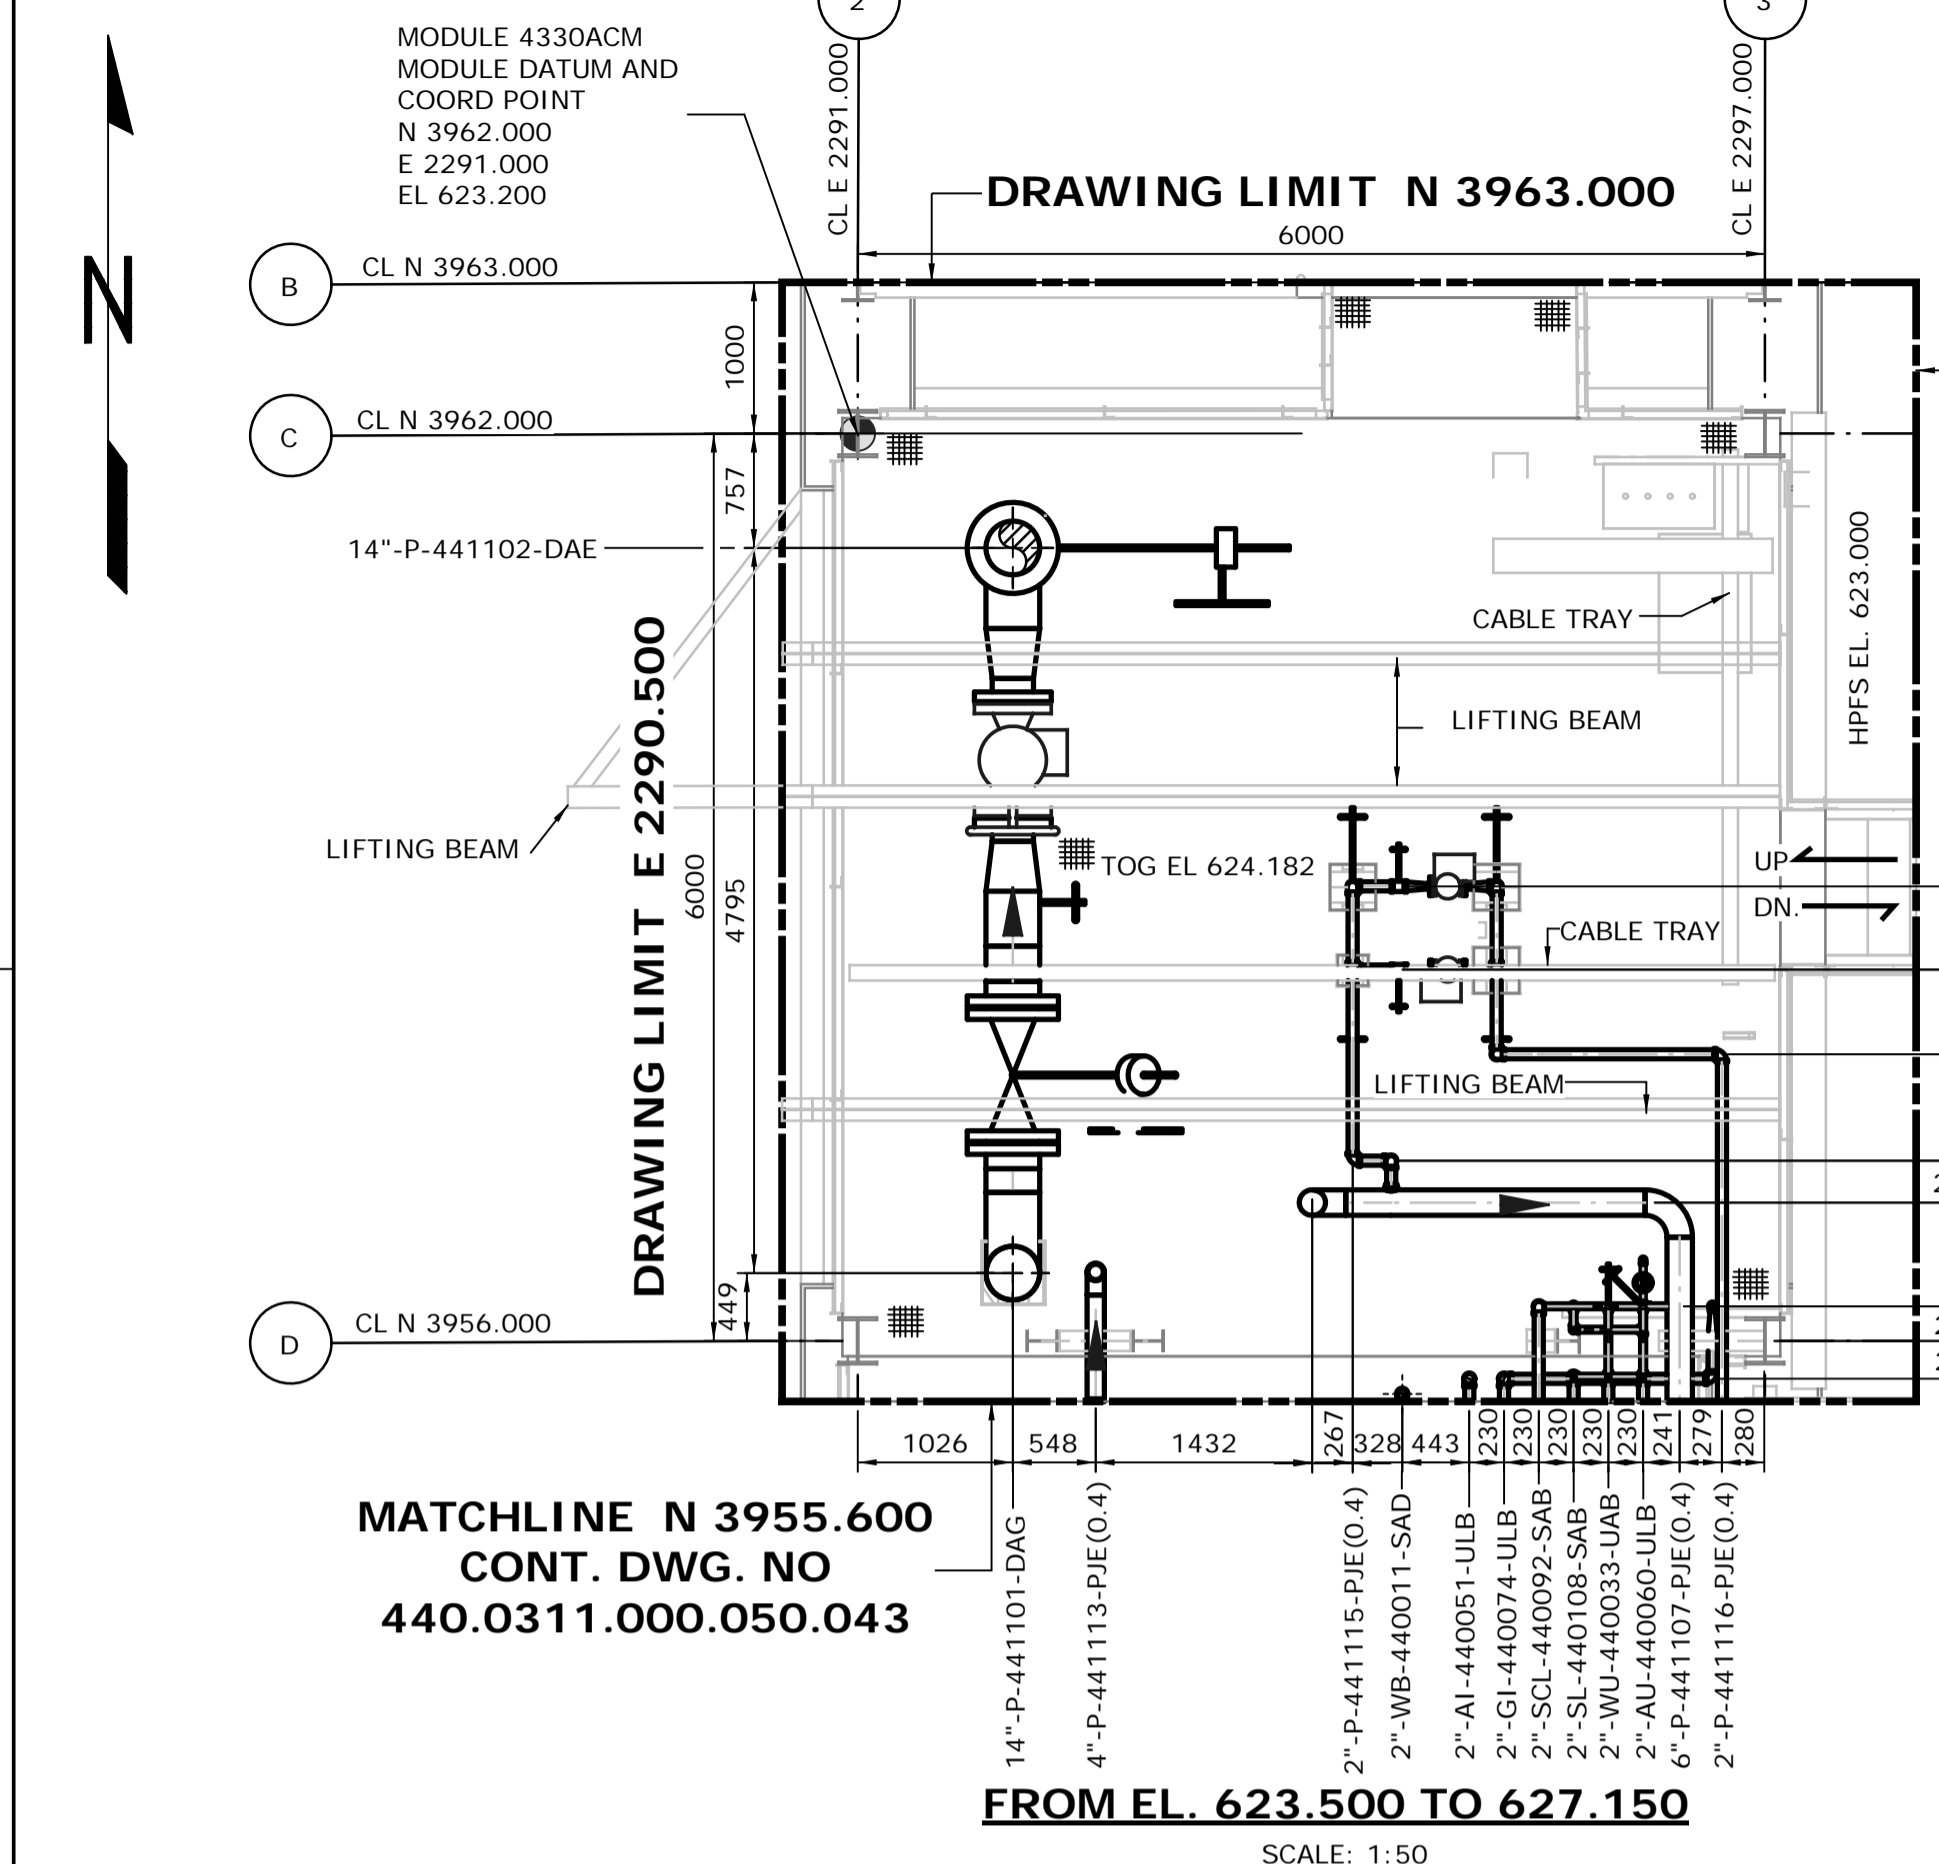 2
3
MODULE 4330ACM
MODULE DATUM AND
COORD POINT
N 3962.000
E 2291.000
EL 623.200
CL E 2291.000
CL E 2297.000
DRAWING LIMIT N 3963.000
6000
N
B
CL N 3963.000
1000
C
CL N 3962.000
757
14"-P-441102-DAE
CABLE TRAY
HPFS EL. 623.000
LIFTING BEAM
DRAWING LIMIT E 2290.500
LIFTING BEAM
6000
4795
TOG EL 624.182
UP
DN.
CABLE TRAY
LIFTING BEAM
2
449
D
CL N 3956.000
2
2
1026
548
1432
267
328
443
230
230
230
230
230
241
279
280
MATCHLINE N 3955.600
CONT. DWG. NO
440.0311.000.050.043
14"-P-441101-DAG
4"-P-441113-PJE(0.4)
2"-P-441115-PJE(0.4)
2"-WB-440011-SAD
2"-AI-440051-ULB
2"-GI-440074-ULB
2"-SCL-440092-SAB
2"-SL-440108-SAB
2"-WU-440033-UAB
2"-AU-440060-ULB
6"-P-441107-PJE(0.4)
2"-P-441116-PJE(0.4)
FROM EL. 623.500 TO 627.150
SCALE: 1:50